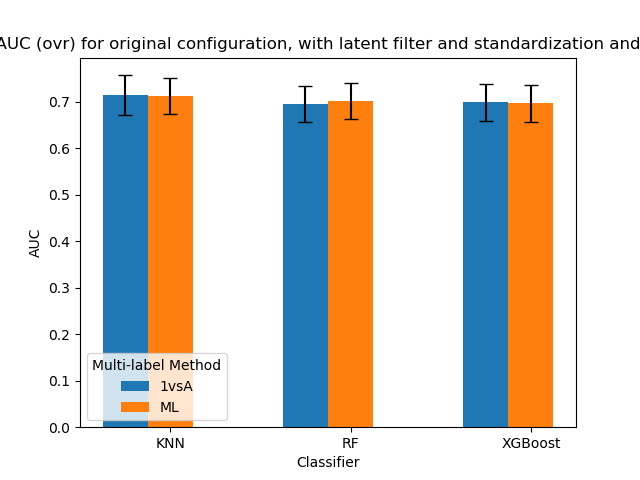 AUC (ovr) for original configuration, with latent filter and standardization and
0.7
0.6
0.5
0.4
0.3
0.2
0.1
0.0
AUC
Multi-label Method
1vsA
ML
KNN RF XGBoost
Classifier